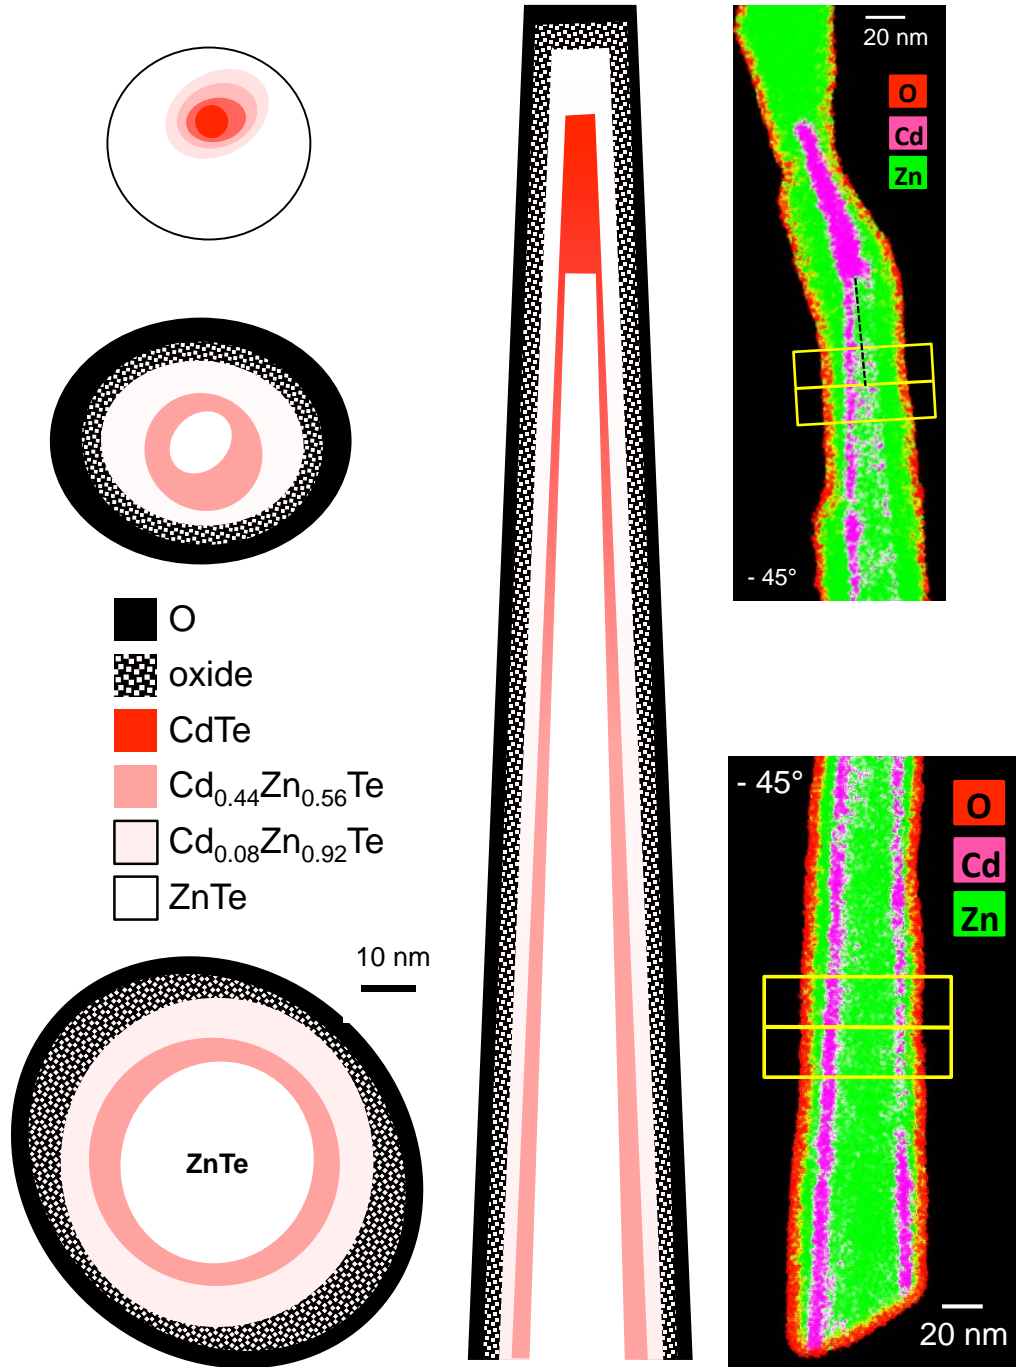 20 nm
O
Cd
Zn
- 45°
O
oxide
CdTe
Cd₀.₄₄Zn₀.₅₆Te
Cd₀.₀₈Zn₀.₉₂Te
ZnTe
10 nm
ZnTe
- 45°
O
Cd
Zn
20 nm